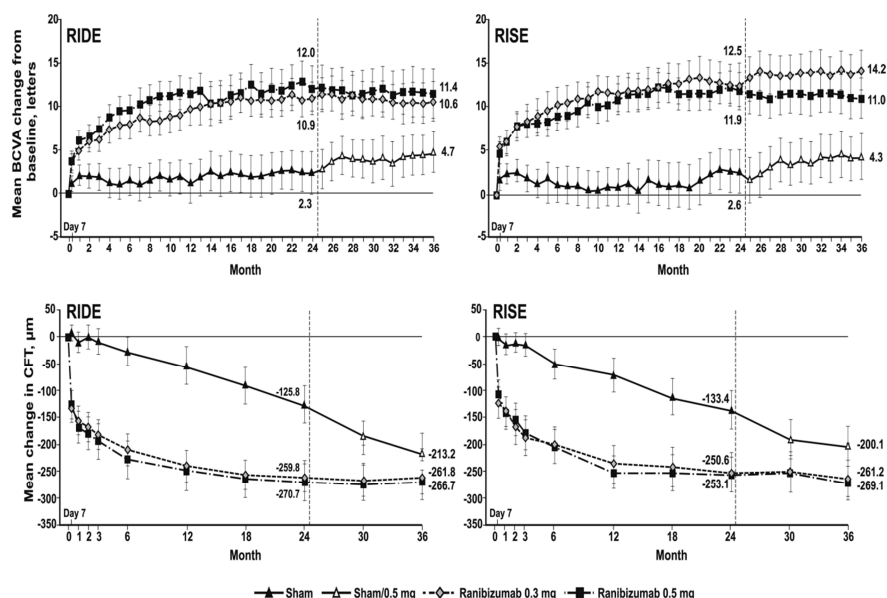 RIDE
Mean BCVA change from
baseline, letters
20
15
10
5
0
-5
12.0
10.9
2.3
11.4
10.6
4.7
Day 7
0 2 4 6 8 10 12 14 16 18 20 22 24 26 28 30 32 34 36
Month
RISE
20
15
10
5
0
-5
12.5
11.9
2.6
14.2
11.0
4.3
Day 7
0 2 4 6 8 10 12 14 16 18 20 22 24 26 28 30 32 34 36
Month
RIDE
Mean change in CFT, µm
50
0
-50
-100
-150
-200
-250
-300
-350
-125.8
-259.8
-270.7
-213.2
-261.8
-266.7
Day 7
0 1 2 3 6 12 18 24 30 36
Month
RISE
50
0
-50
-100
-150
-200
-250
-300
-350
-133.4
-250.6
-253.1
-200.1
-261.2
-269.1
Day 7
0 1 2 3 6 12 18 24 30 36
Month
Sham Sham/0.5 mg Ranibizumab 0.3 mg Ranibizumab 0.5 mg